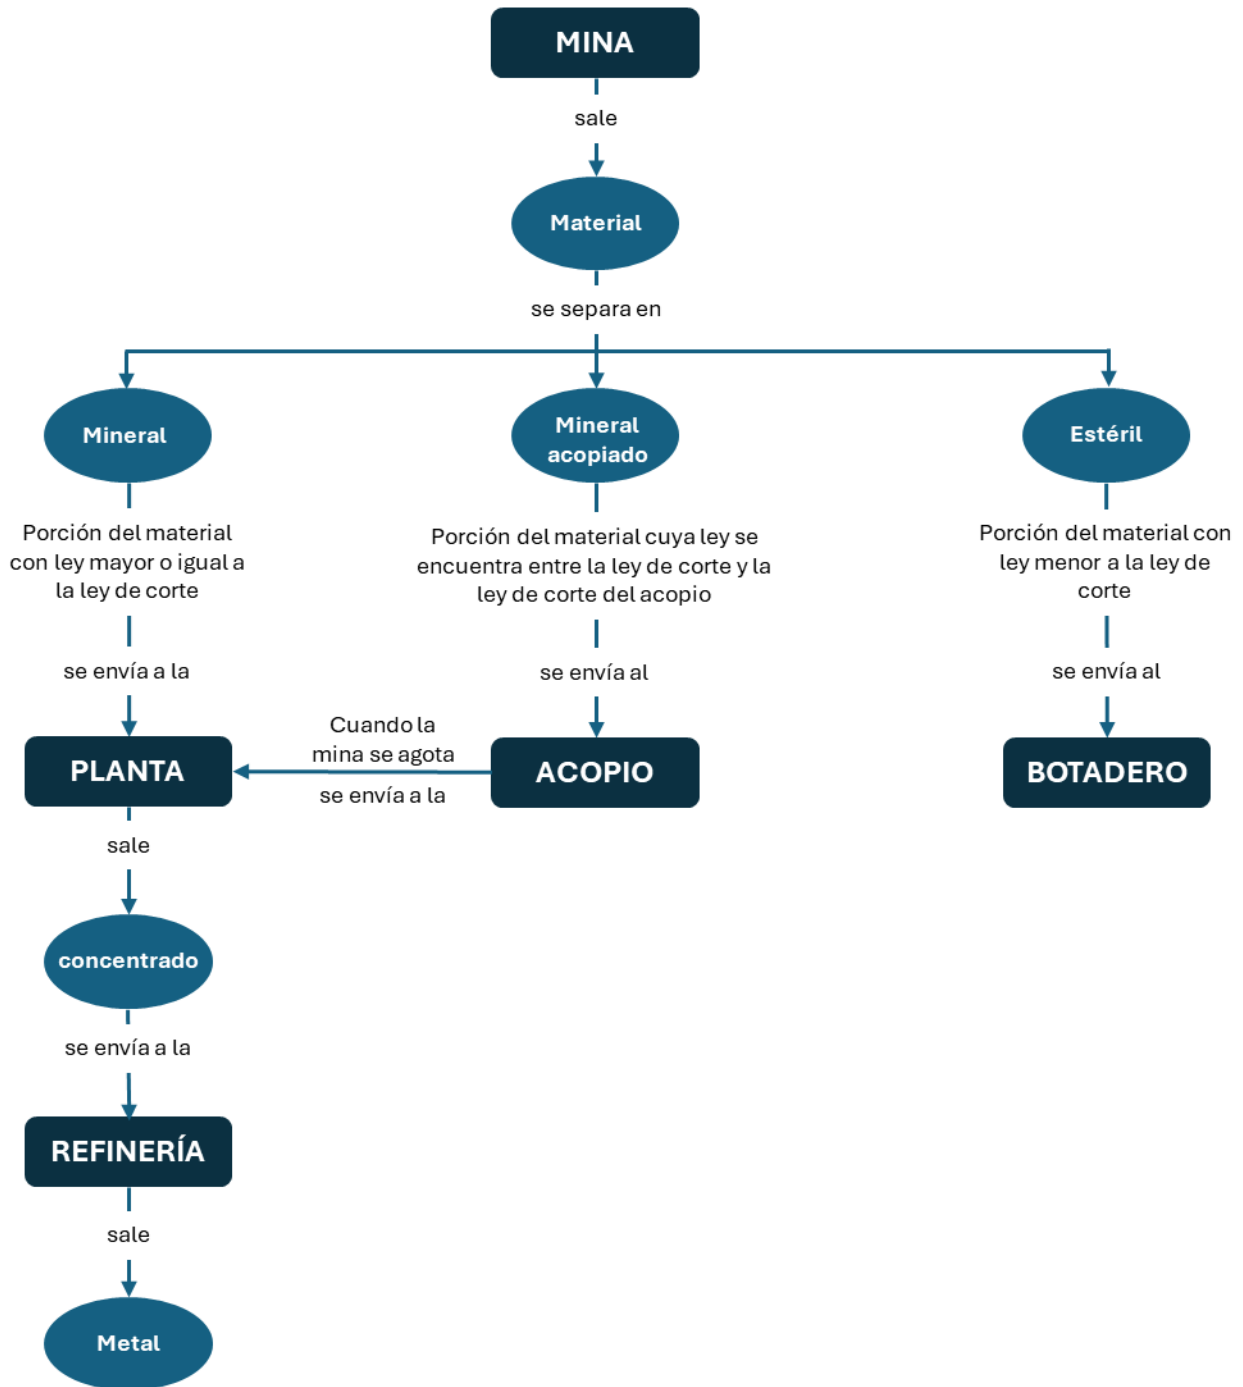 MINA
sale
Material
se separa en
Mineral
Mineral
acopiado
Estéril
Porción del material
con ley mayor o igual a
la ley de corte
Porción del material cuya ley se
encuentra entre la ley de corte y la
ley de corte del acopio
Porción del material con
ley menor a la ley de
corte
se envía a la
se envía al
se envía al
Cuando la
mina se agota
se envía a la
PLANTA
ACOPIO
BOTADERO
sale
concentrado
se envía a la
REFINERÍA
sale
Metal